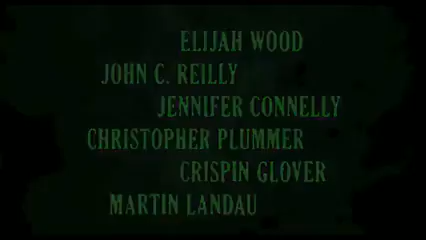 ELIJAH WOOD
JOHN C. REILLY
JENNIFER CONNELLY
CHRISTOPHER PLUMMER
CRISPIN GLOVER
MARTIN LANDAU